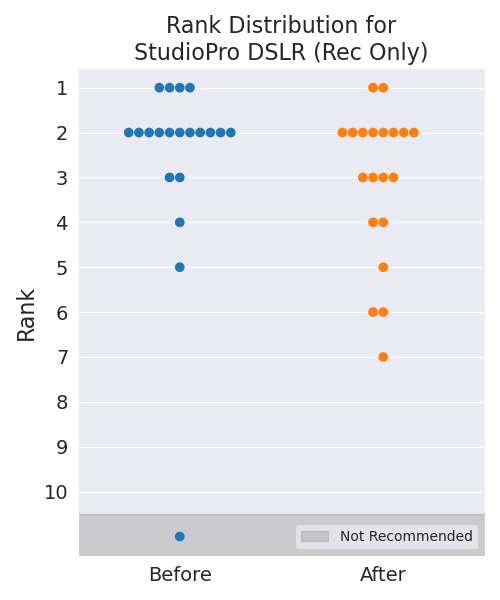 Rank Distribution for
StudioPro DSLR (Rec Only)
Rank
1
2
3
4
5
6
7
8
9
10
Not Recommended
Before
After